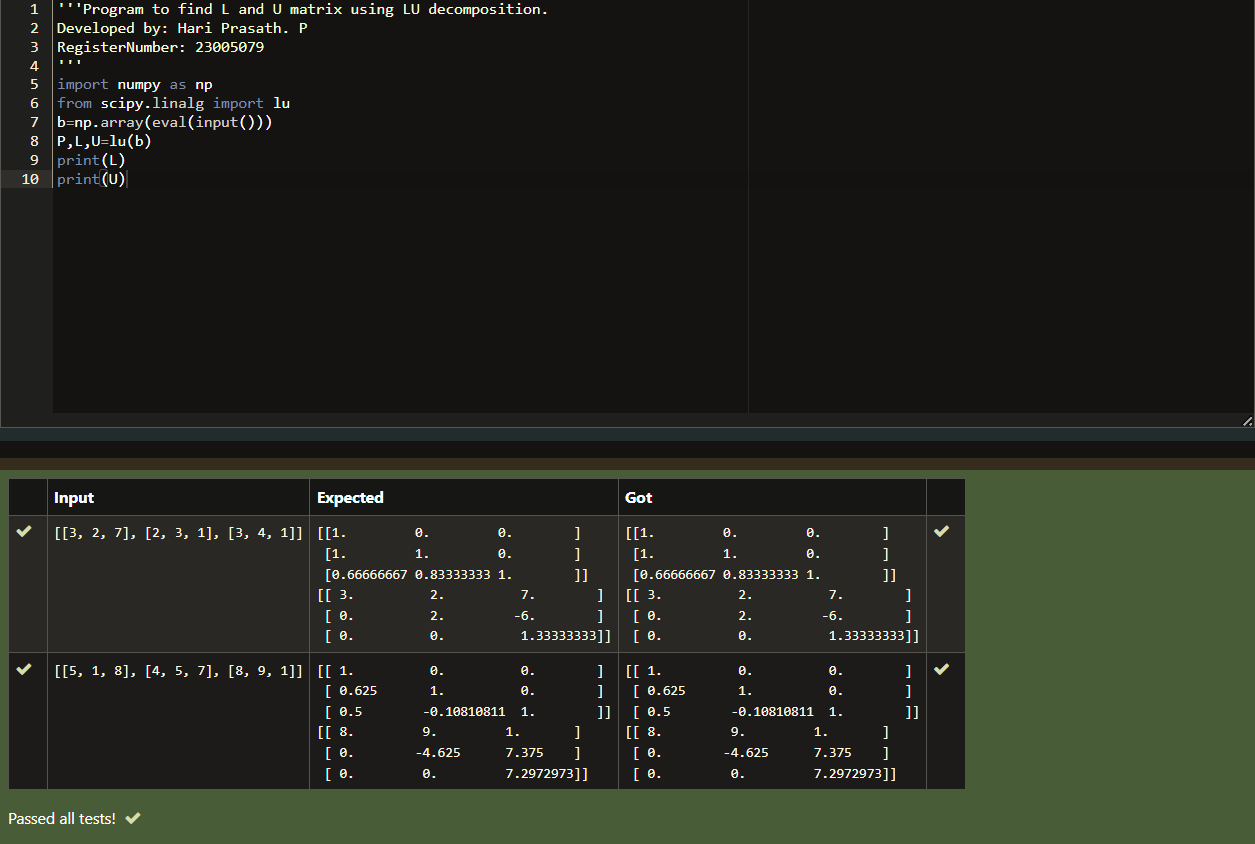 1 '''Program to find L and U matrix using LU decomposition.
2 Developed by: Hari Prasath. P
3 RegisterNumber: 23005079
4 '''
5 import numpy as np
6 from scipy.linalg import lu
7 b=np.array(eval(input()))
8 P,L,U=lu(b)
9 print(L)
10 print(U)
Input Expected Got
[[3, 2, 7], [2, 3, 1], [3, 4, 1]] [[1. 0. 0. ] [[1. 0. 0. ]
[1. 1. 0. ] [1. 1. 0. ]
[0.66666667 0.83333333 1. ]] [0.66666667 0.83333333 1. ]]
[[ 3. 2. 7. ] [[ 3. 2. 7. ]
[ 0. 2. -6. ] [ 0. 2. -6. ]
[ 0. 0. 1.33333333]] [ 0. 0. 1.33333333]]
[[5, 1, 8], [4, 5, 7], [8, 9, 1]] [[ 1. 0. 0. ] [[ 1. 0. 0. ]
[ 0.625 1. 0. ] [ 0.625 1. 0. ]
[ 0.5 -0.10810811 1. ]] [ 0.5 -0.10810811 1. ]]
[[ 8. 9. 1. ] [[ 8. 9. 1. ]
[ 0. -4.625 7.375 ] [ 0. -4.625 7.375 ]
[ 0. 0. 7.2972973]] [ 0. 0. 7.2972973]]
Passed all tests!